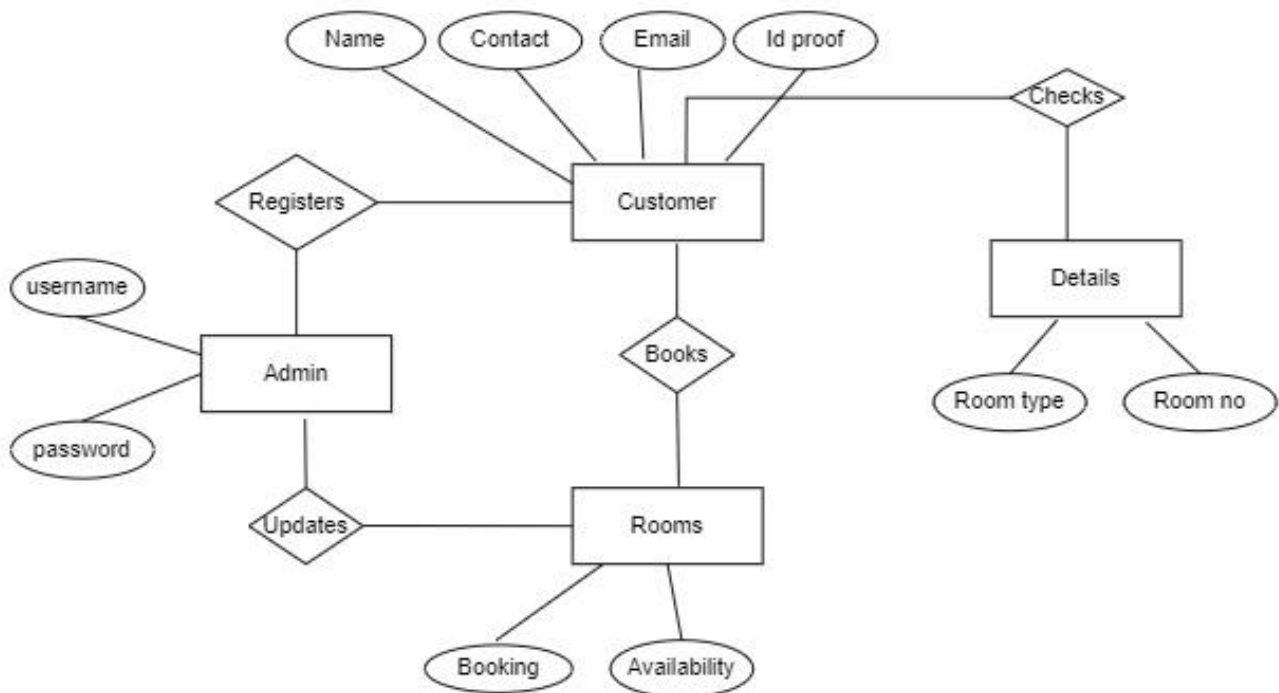 Name
Contact
Email
Id proof
Checks
Registers
Customer
Details
username
Admin
Books
Room type
Room no
password
Updates
Rooms
Booking
Availability